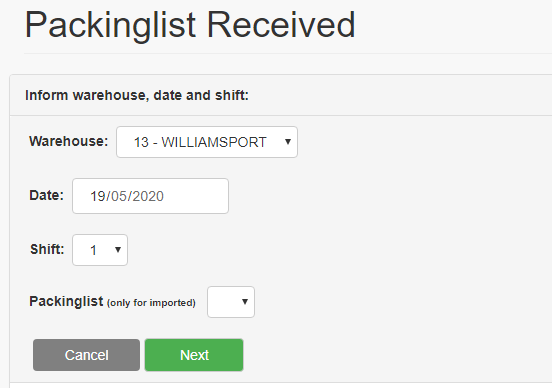 Packinglist Received
Inform warehouse, date and shift:
Warehouse: 13 - WILLIAMSPORT
Date: 19/05/2020
Shift: 1
Packinglist (only for imported)
Cancel Next